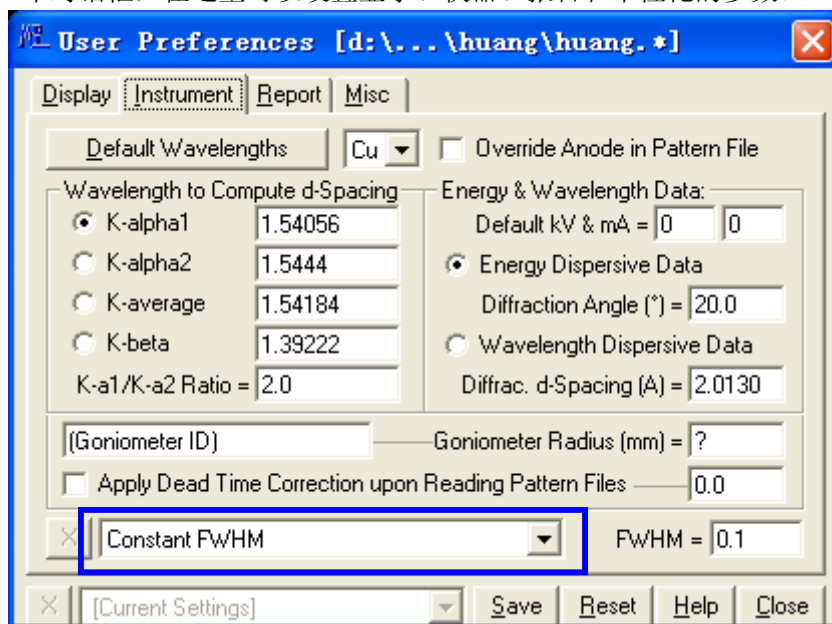 User Preferences [d:\...\huang\huang.*]
Display Instrument Report Misc
Default Wavelengths Cu Override Anode in Pattern File
Wavelength to Compute d-Spacing Energy & Wavelength Data:
K-alpha1 1.54056 Default kV & mA = 0 0
K-alpha2 1.5444 Energy Dispersive Data
K-average 1.54184 Diffraction Angle (°) = 20.0
K-beta 1.39222 Wavelength Dispersive Data
K-a1/K-a2 Ratio = 2.0 Diffrac. d-Spacing (A) = 2.0130
(Goniometer ID) Goniometer Radius (mm) = ?
Apply Dead Time Correction upon Reading Pattern Files 0.0
Constant FWHM FWHM = 0.1
[Current Settings] Save Reset Help Close